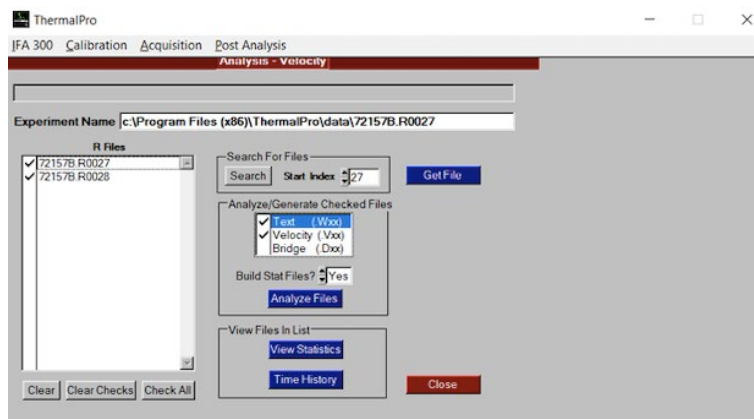 ThermalPro
IFA 300 Calibration Acquisition Post Analysis
Analysis - Velocity
Experiment Name c:\Program Files (x86)\ThermalPro\data\72157B.R0027
R Files
72157B.R0027
72157B.R0028
Clear Clear Checks Check All
Search For Files
Search Start Index 27
Get File
Analyze/Generate Checked Files
Text (.Wxx)
Velocity (.Vxx)
Bridge (.Dxx)
Build Stat Files? Yes
Analyze Files
View Files In List
View Statistics
Time History
Close